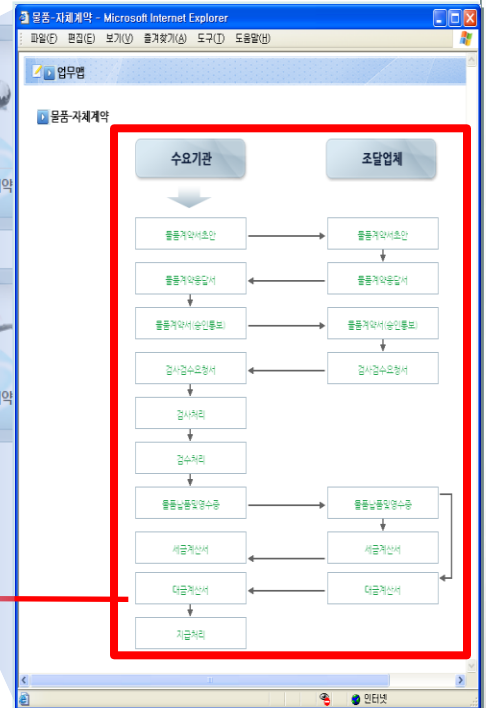 물품-자체계약 - Microsoft Internet Explorer
파일(F) 편집(E) 보기(V) 즐겨찾기(A) 도구(T) 도움말(H)
업무맵
물품-자체계약
수요기관 조달업체
물품계약서초안 물품계약서초안
물품계약응답서 물품계약응답서
물품계약서(승인통보) 물품계약서(승인통보)
검사검수요청서 검사검수요청서
검사처리
검수처리
물품납품및영수증 물품납품및영수증
세금계산서 세금계산서
대금계산서 대금계산서
지급처리
약
약
인터넷